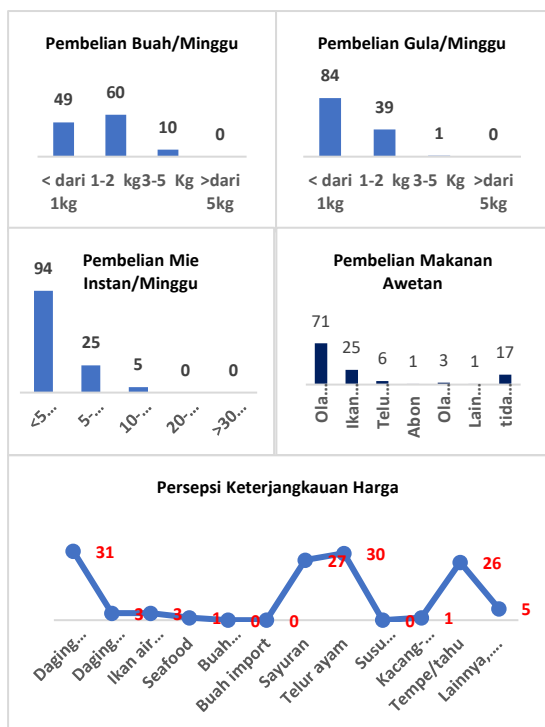 Pembelian Buah/Minggu
49 60 10 0
< dari 1-2 kg 3-5 Kg >dari
1kg 5kg
Pembelian Gula/Minggu
84 39 1 0
< dari 1-2 kg 3-5 Kg >dari
1kg 5kg
Pembelian Mie
Instan/Minggu
94 25 5 0 0
<5... 5-... 10-... 20-... >30...
Pembelian Makanan
Awetan
71 25 6 1 3 1 17
Ola... Ikan... Telu... Abon Ola... Lain... tida...
Persepsi Keterjangkauan Harga
31 3 3 1 0 0 27 30 0 1 26 5
Daging... Daging... Ikan air... Seafood Buah... Buah import Sayuran Telur ayam Susu... Kacang-... Tempe/tahu Lainnya,....